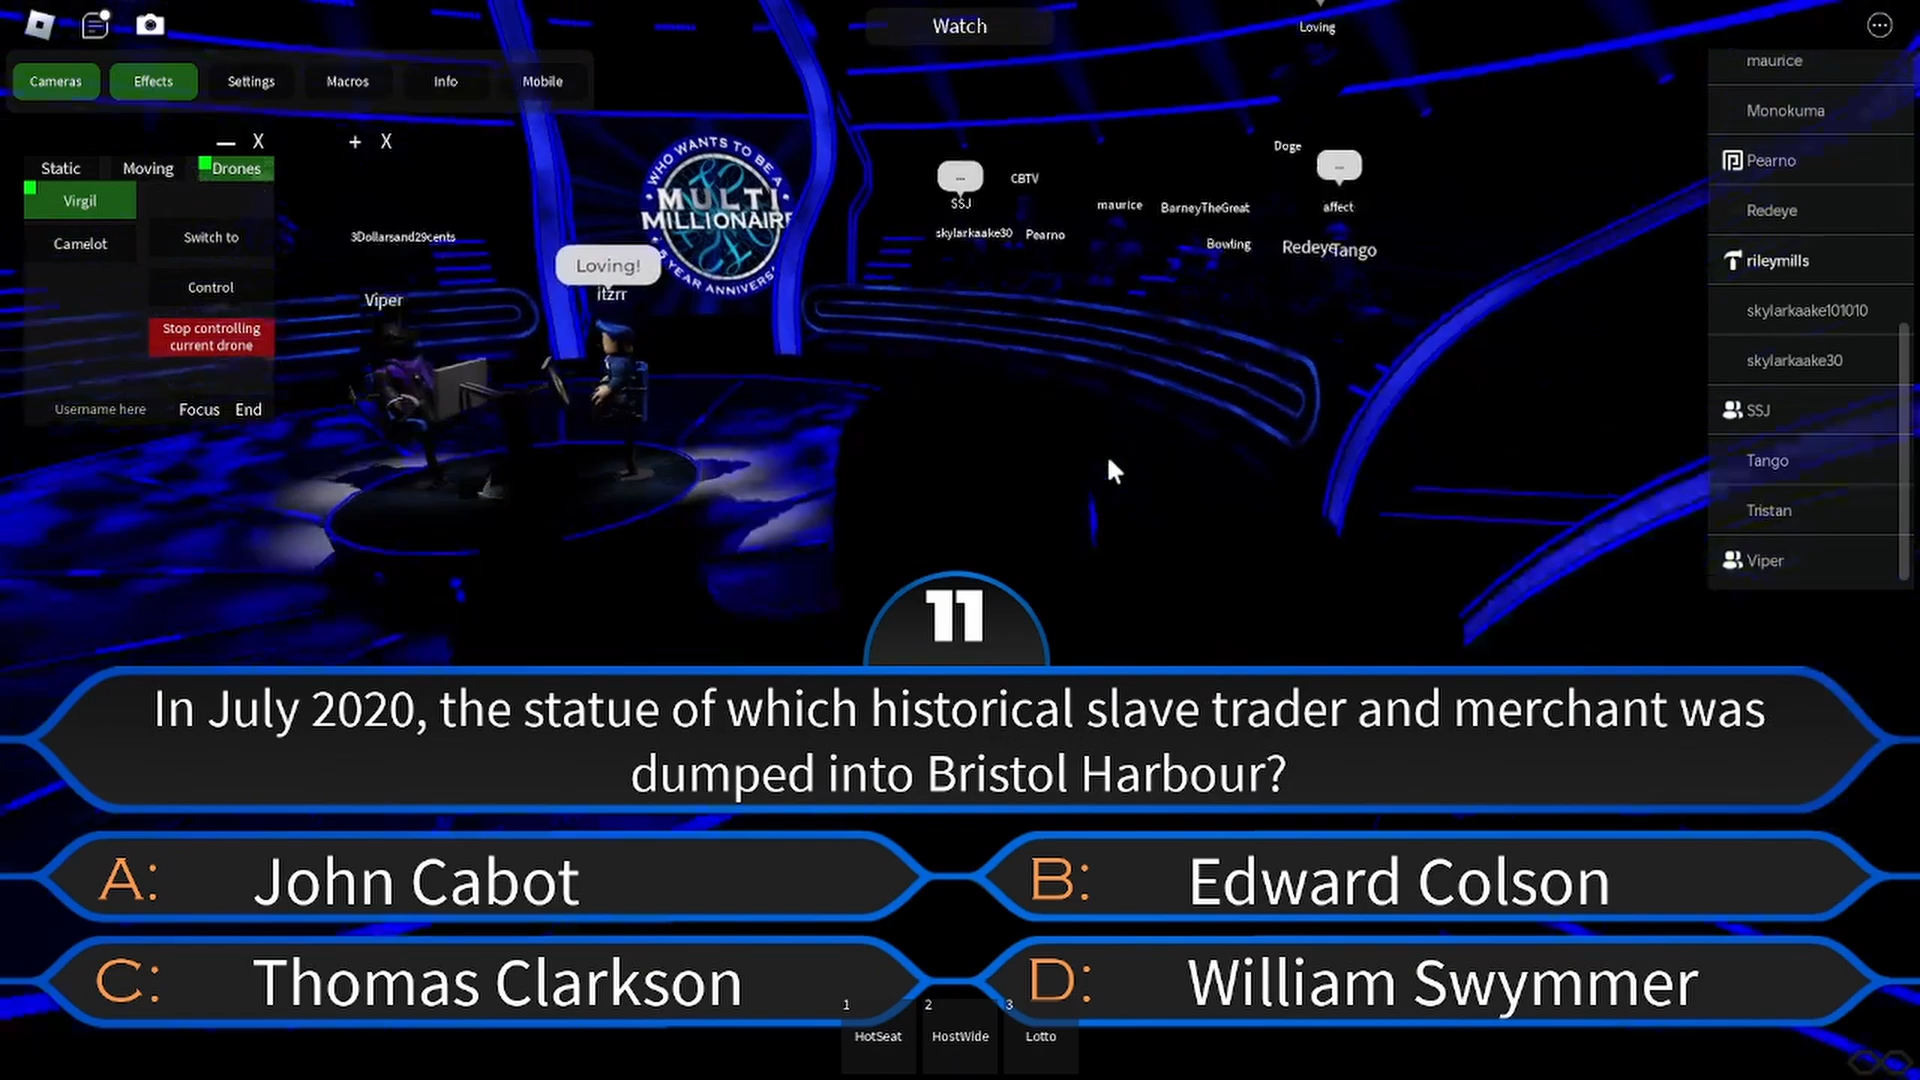 Watch
Loving
Cameras
Effects
Settings
Macros
Info
Mobile
— X
+ X
Static
Moving
Drones
Virgil
Camelot
Switch to
Control
Stop controlling
current drone
Username here
Focus
End
3Dollarsand29cents
Viper
Loving!
itzrr
WHO WANTS TO BE A
MULTI
MILLIONAIRE
5 YEAR ANNIVERS
...
SSJ
CBTV
skylarkaake30
Pearno
maurice
BarneyTheGreat
Bowling
Doge
...
affect
Redeye
Tango
maurice
Monokuma
Pearno
Redeye
rileymills
skylarkaake101010
skylarkaake30
SSJ
Tango
Tristan
Viper
11
In July 2020, the statue of which historical slave trader and merchant was
dumped into Bristol Harbour?
A: John Cabot
B: Edward Colson
C: Thomas Clarkson
D: William Swymmer
1
HotSeat
2
HostWide
3
Lotto